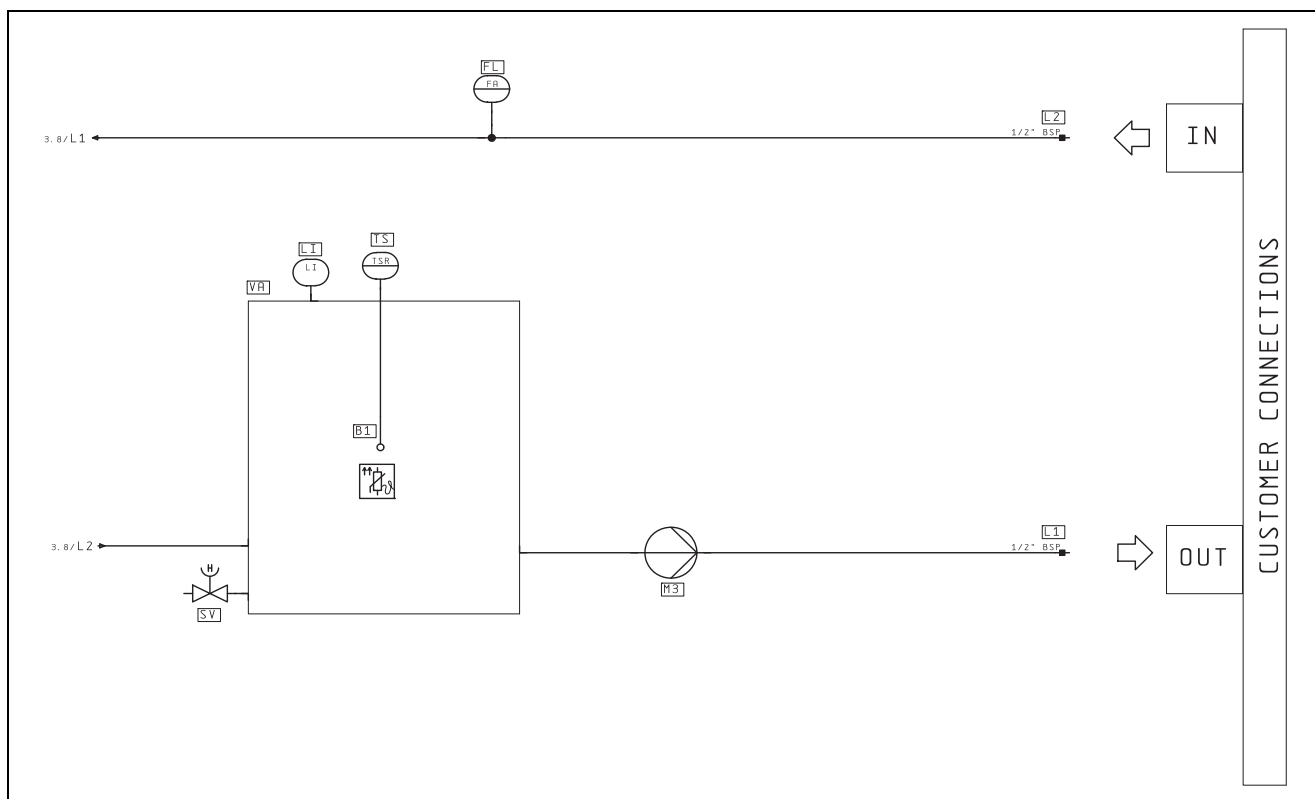 FL
FA
3.8/L1
L2
1/2" BSP
IN
LI
LI
TS
TSR
VA
B1
CUSTOMER CONNECTIONS
3.8/L2
H
SV
M3
L1
1/2" BSP
OUT